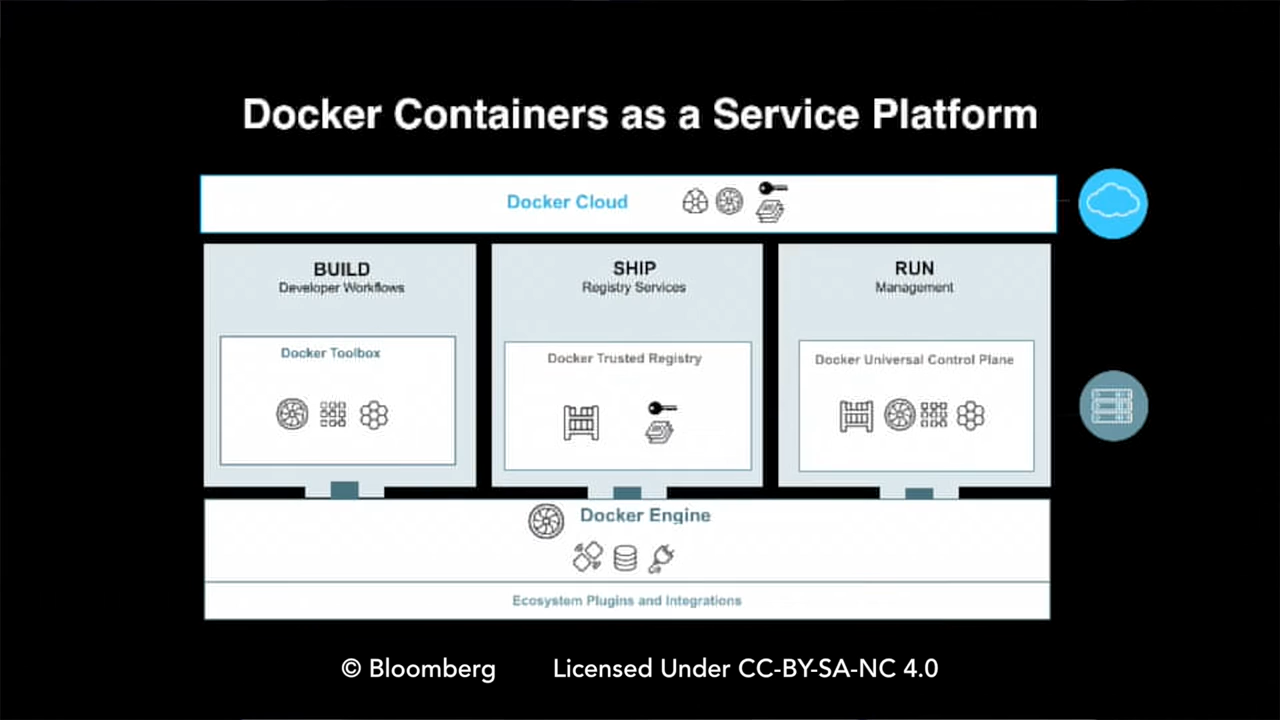 Docker Containers as a Service Platform
Docker Cloud
BUILD
Developer Workflows
Docker Toolbox
SHIP
Registry Services
Docker Trusted Registry
RUN
Management
Docker Universal Control Plane
Docker Engine
Ecosystem Plugins and Integrations
© Bloomberg Licensed Under CC-BY-SA-NC 4.0